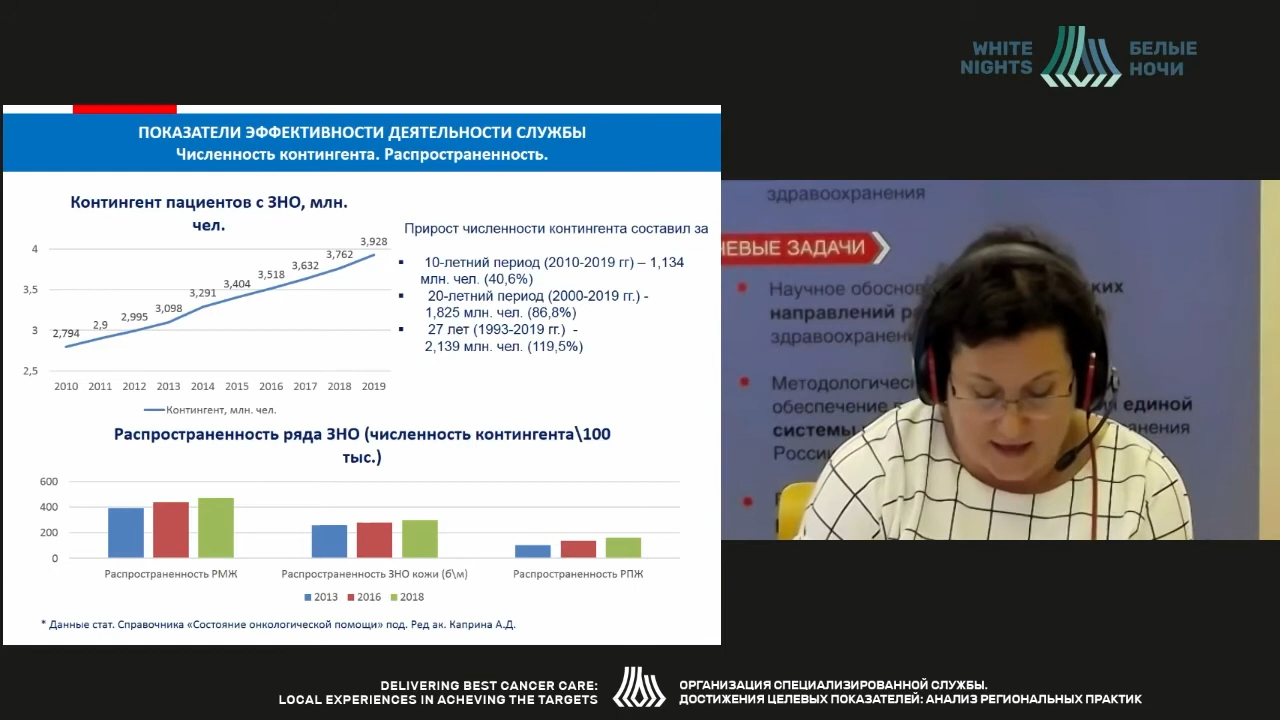 WHITE
NIGHTS
БЕЛЫЕ
НОЧИ
ПОКАЗАТЕЛИ ЭФФЕКТИВНОСТИ ДЕЯТЕЛЬНОСТИ СЛУЖБЫ
Численность контингента. Распространенность.
Контингент пациентов с ЗНО, млн.
чел.
4
3,5
3
2,5
2,794
2,9
2,995
3,098
3,291
3,404
3,518
3,632
3,762
3,928
2010 2011 2012 2013 2014 2015 2016 2017 2018 2019
Контингент, млн. чел.
Прирост численности контингента составил за
▪ 10-летний период (2010-2019 гг) – 1,134
млн. чел. (40,6%)
▪ 20-летний период (2000-2019 гг.) -
1,825 млн. чел. (86,8%)
▪ 27 лет (1993-2019 гг.) -
2,139 млн. чел. (119,5%)
Распространенность ряда ЗНО (численность контингента\100
тыс.)
600
400
200
0
Распространенность РМЖ Распространенность ЗНО кожи (б\м) Распространенность РПЖ
2013 2016 2018
* Данные стат. Справочника «Состояние онкологической помощи» под. Ред ак. Каприна А.Д.
здравоохранения
ЕВЫЕ ЗАДАЧИ
Научное обоснов ких
направлений р
здравоохранени
Методологическ
обеспечение единой
системы анения
Росси
DELIVERING BEST CANCER CARE:
LOCAL EXPERIENCES IN ACHEVING THE TARGETS
ОРГАНИЗАЦИЯ СПЕЦИАЛИЗИРОВАННОЙ СЛУЖБЫ.
ДОСТИЖЕНИЯ ЦЕЛЕВЫХ ПОКАЗАТЕЛЕЙ: АНАЛИЗ РЕГИОНАЛЬНЫХ ПРАКТИК